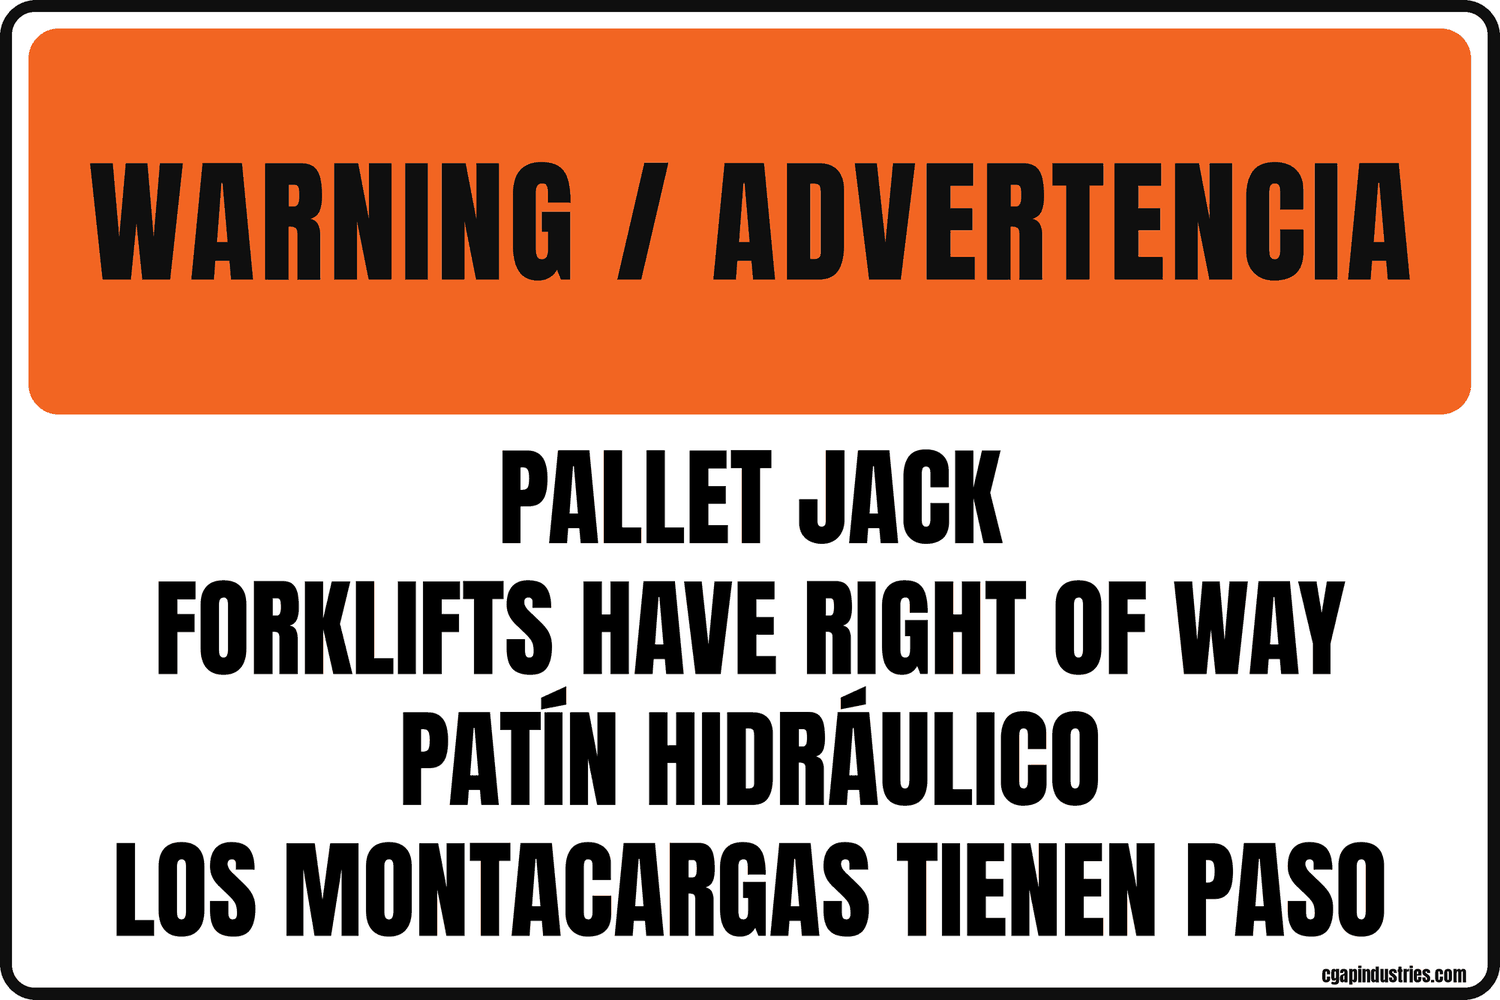 WARNING / ADVERTENCIA
PALLET JACK
FORKLIFTS HAVE RIGHT OF WAY
PATÍN HIDRÁULICO
LOS MONTACARGAS TIENEN PASO
cgapindustries.com